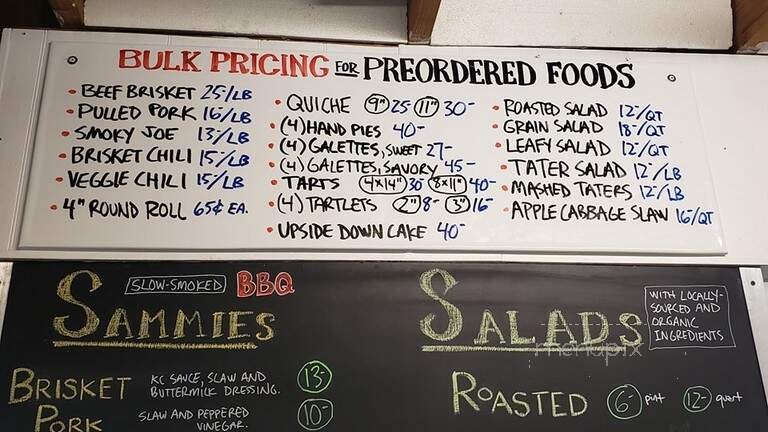 BULK PRICING FOR PREORDERED FOODS
• BEEF BRISKET 25-/LB
• PULLED PORK 16/LB
• SMOKY JOE 13-/LB
• BRISKET CHILI 15-/LB
• VEGGIE CHILI 15-/LB
• 4" ROUND ROLL 65¢ EA.
• QUICHE 9" 25 11" 30-
• (4) HAND PIES 40-
• (4) GALETTES, SWEET 27-
• (4) GALETTES, SAVORY 45-
• TARTS 4x14" 30- 8x11" 40-
• (4) TARTLETS 2" 8- 3" 16-
• UPSIDE DOWN CAKE 40-
• ROASTED SALAD 12-/QT
• GRAIN SALAD 18-/QT
• LEAFY SALAD 12-/QT
• TATER SALAD 12-/LB
• MASHED TATERS 12-/LB
• APPLE CABBAGE SLAW 16-/QT
SLOW-SMOKED BBQ
SAMMIES
BRISKET KC SAUCE, SLAW AND BUTTERMILK DRESSING. 13-
PORK SLAW AND PEPPERED VINEGAR. 10-
SALADS
WITH LOCALLY-
SOURCED AND
ORGANIC
INGREDIENTS
menupix
ROASTED 6- pint 12- quart